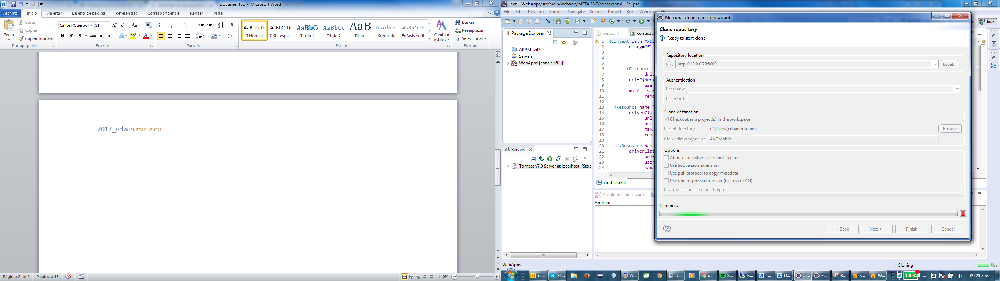 Documento1 - Microsoft Word
Archivo Inicio Insertar Diseño de página Referencias Correspondencia Revisar Vista
Pegar
Cortar
Copiar
Copiar formato
Portapapeles
Calibri (Cuerpo) 11
N K S abc x₂ x² A ab A
Fuente
Párrafo
AaBbCcDc AaBbCcDc AaBbC AaBbCc AaB AaBbCc. AaBbCcDc
¶ Normal ¶ Sin espa... Título 1 Título 2 Título Subtítulo Énfasis sutil
Cambiar estilos
Estilos
Buscar
Reemplazar
Seleccionar
Edición
2017_edwin.miranda
Página: 2 de 2 Palabras: 45 140%
Java - WebApps/src/main/webapp/META-INF/context.xml - Eclipse
File Edit Refactor Source Navigate Search Project Run Window
Java
Package Explorer
APPMovil2
Servers
WebApps [contir ↑203]
Servers
Tomcat v7.0 Server at localhost [Stop
web.xml context.x
1 <Context path="/DB
2 debug="5"
3
4
5
6 <Resource n
7 driv
8 url="jdbc:
9 user
10 maxActive=
11 remo
12
13 <Resource name="
14 driverClas
15 url=
16 user
17 maxA
18 remo
19
20 <Resource name
21 driverClas
22 url=
23 user
24 maxA
context.xml
Problems @ Javadoc
Android
Mercurial clone repository wizard
Clone repository
Ready to start clone
Repository location
URL http://10.0.0.70:8000 Local...
Authentication
Username
Password
Clone destination
Checkout as a project(s) in the workspace
Parent directory C:\Users\edwin.miranda Browse...
Clone directory name AKCMobile
Options
Abort clone when a timeout occurs
Use Subversion extension
Use pull protocol to copy metadata
Use uncompressed transfer (fast over LAN)
Last revision in the cloned repo
Cloning...
< Back Next > Finish Cancel
WebApps
Cloning
re... Sk... W... D... i... S... ts... 5... D... Ja... E... R... S... W... 100% 09:20 a.m.